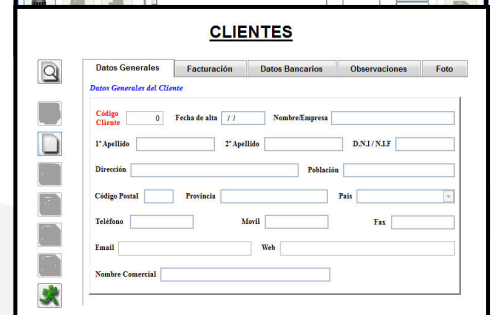 CLIENTES
Datos Generales Facturación Datos Bancarios Observaciones Foto
Datos Generales del Cliente
Código Cliente 0 Fecha de alta / / Nombre/Empresa
1º Apellido 2º Apellido D.N.I / N.I.F
Dirección Población
Código Postal Provincia País
Teléfono Movil Fax
Email Web
Nombre Comercial